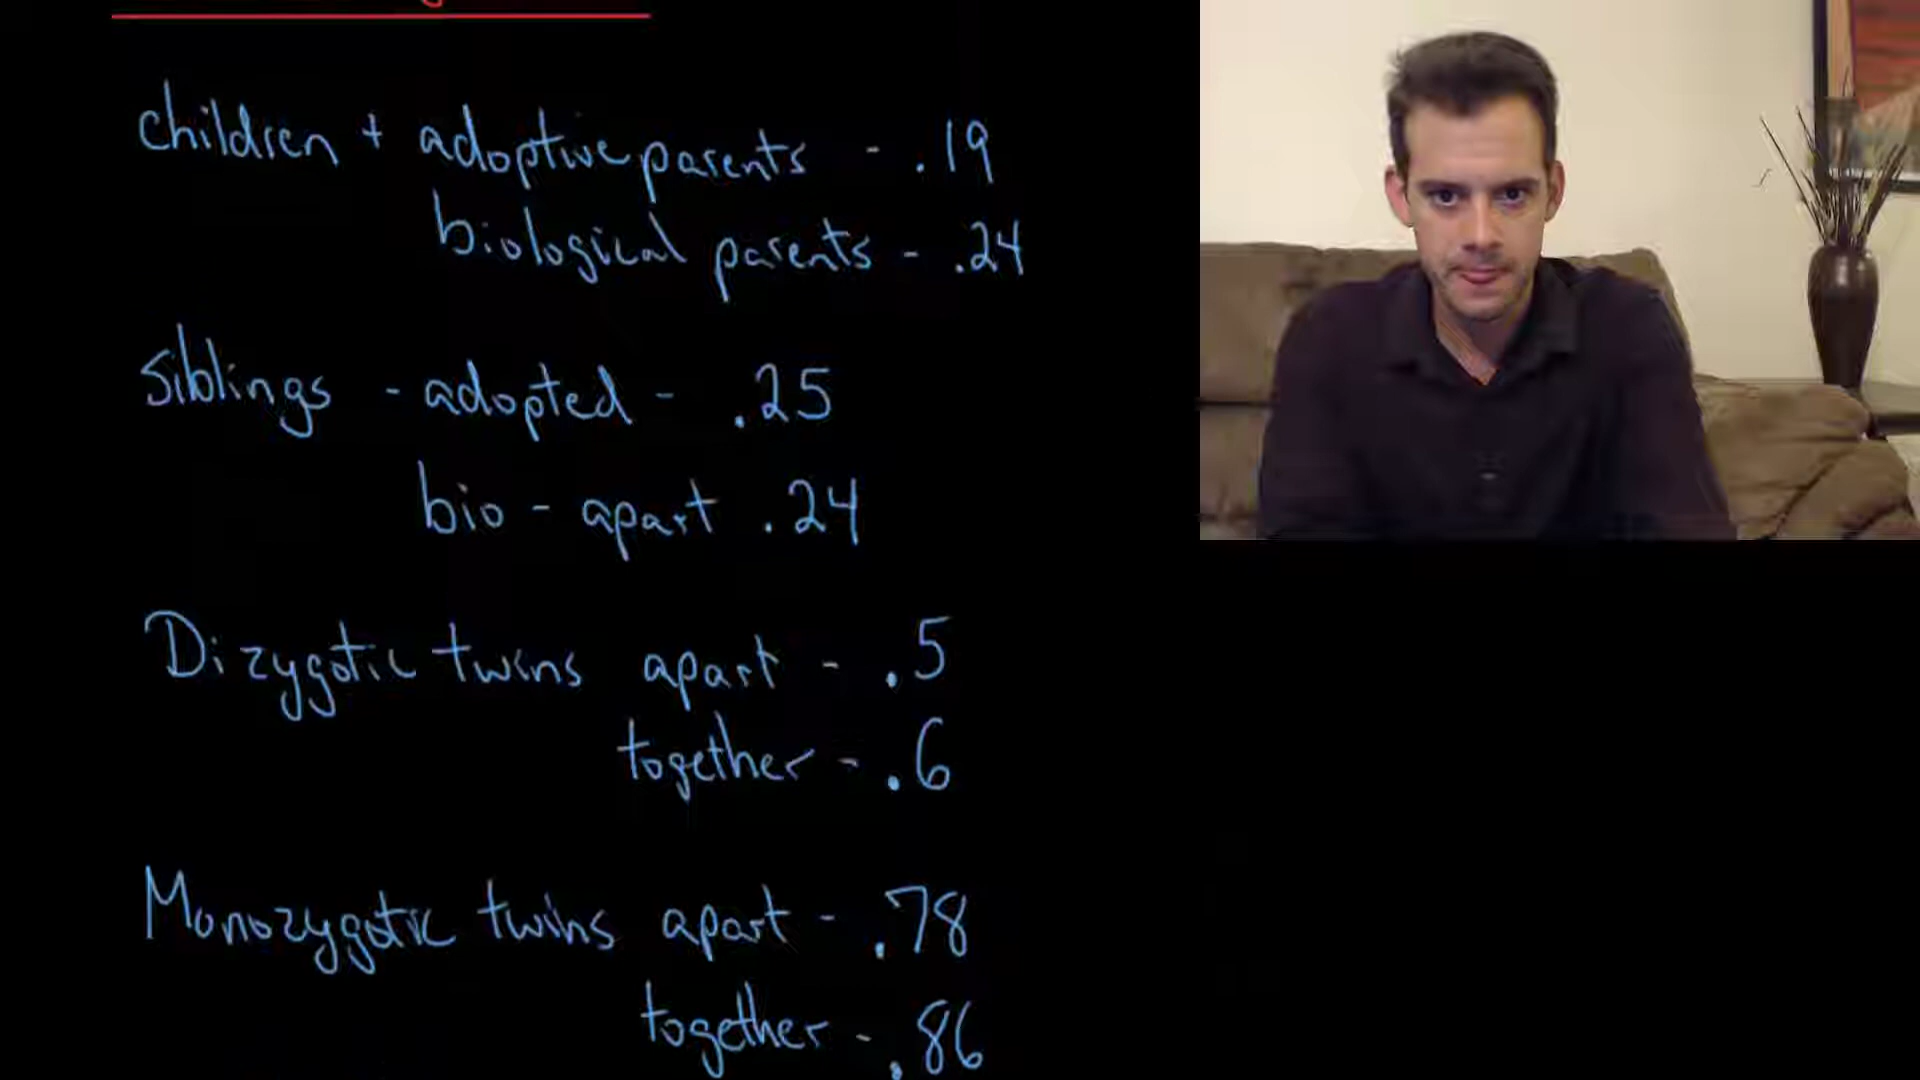 children + adoptive parents - .19
biological parents - .24
siblings - adopted - .25
bio - apart .24
Dizygotic twins apart - .5
together - .6
Monozygotic twins apart - .78
together - .86